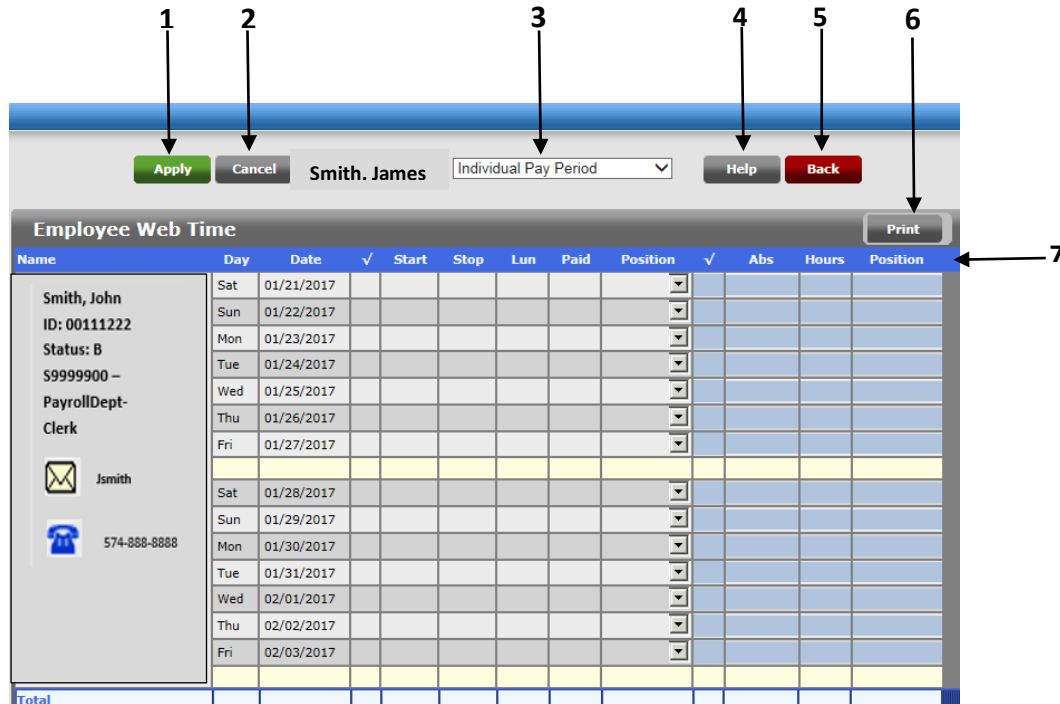 1 2 3 4 5 6
Apply Cancel Smith. James Individual Pay Period Help Back
Employee Web Time Print
Name Day Date √ Start Stop Lun Paid Position √ Abs Hours Position 7
Smith, John
ID: 00111222
Status: B
S9999900 –
PayrollDept-
Clerk
Jsmith
574-888-8888
Sat 01/21/2017
Sun 01/22/2017
Mon 01/23/2017
Tue 01/24/2017
Wed 01/25/2017
Thu 01/26/2017
Fri 01/27/2017
Sat 01/28/2017
Sun 01/29/2017
Mon 01/30/2017
Tue 01/31/2017
Wed 02/01/2017
Thu 02/02/2017
Fri 02/03/2017
Total